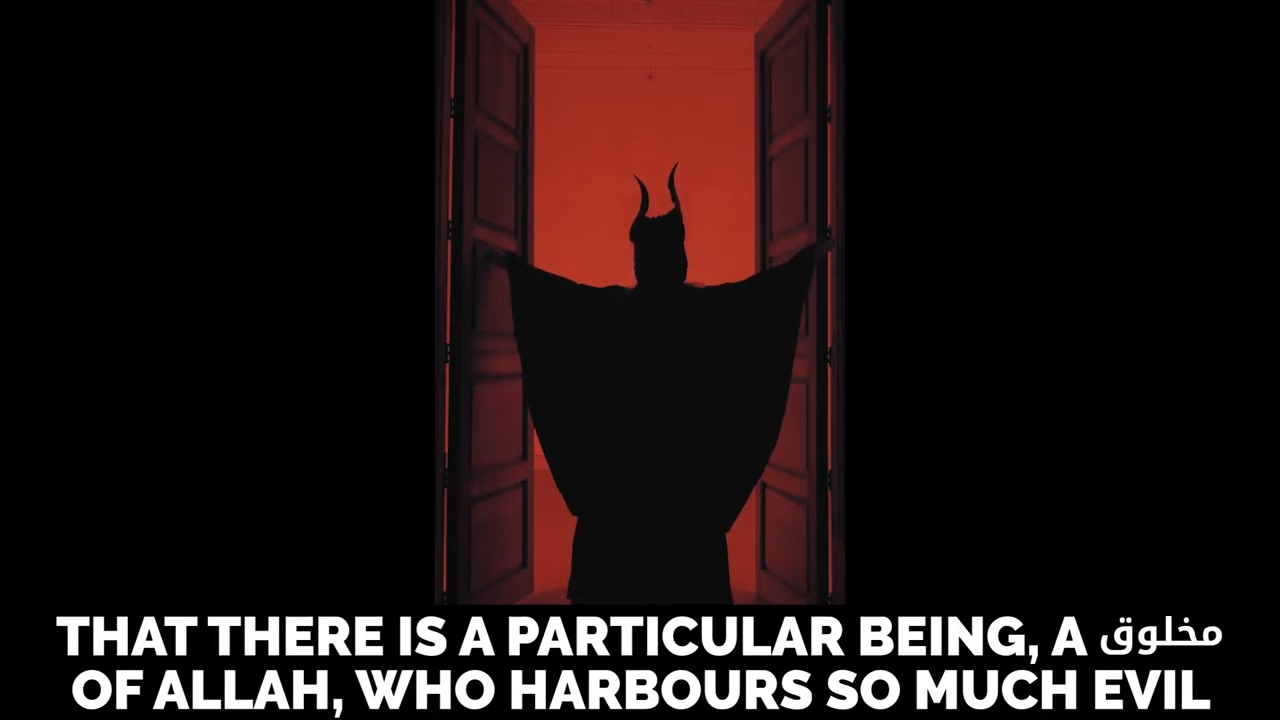 THAT THERE IS A PARTICULAR BEING, A مخلوق
OF ALLAH, WHO HARBOURS SO MUCH EVIL